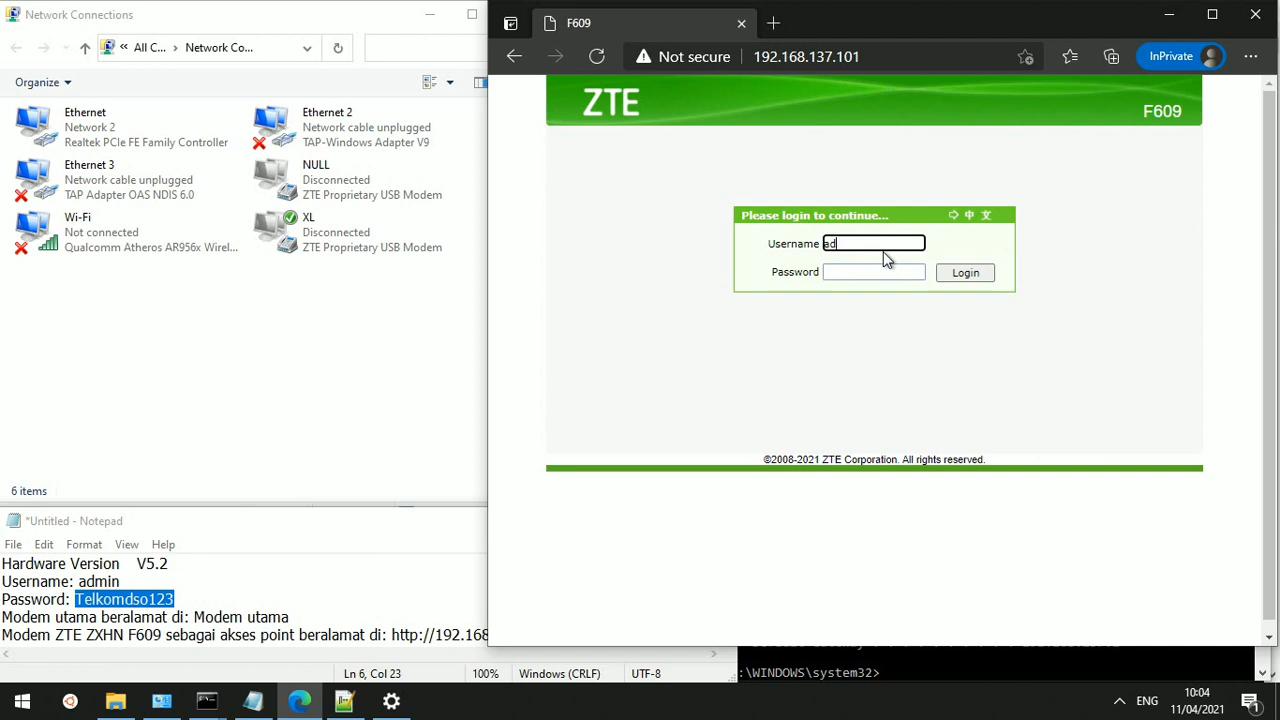 Network Connections
All C... Network Co...
Organize
Ethernet
Network 2
Realtek PCIe FE Family Controller
Ethernet 2
Network cable unplugged
TAP-Windows Adapter V9
Ethernet 3
Network cable unplugged
TAP Adapter OAS NDIS 6.0
NULL
Disconnected
ZTE Proprietary USB Modem
Wi-Fi
Not connected
Qualcomm Atheros AR956x Wirel...
XL
Disconnected
ZTE Proprietary USB Modem
6 items
F609
Not secure 192.168.137.101
InPrivate
ZTE
F609
Please login to continue... 中 文
Username ad
Password
Login
©2008-2021 ZTE Corporation. All rights reserved.
*Untitled - Notepad
File Edit Format View Help
Hardware Version V5.2
Username: admin
Password: Telkomdso123
Modem utama beralamat di: Modem utama
Modem ZTE ZXHN F609 sebagai akses point beralamat di: http://192.168
Ln 6, Col 23 100% Windows (CRLF) UTF-8
:\WINDOWS\system32>
ENG
10:04
11/04/2021
1